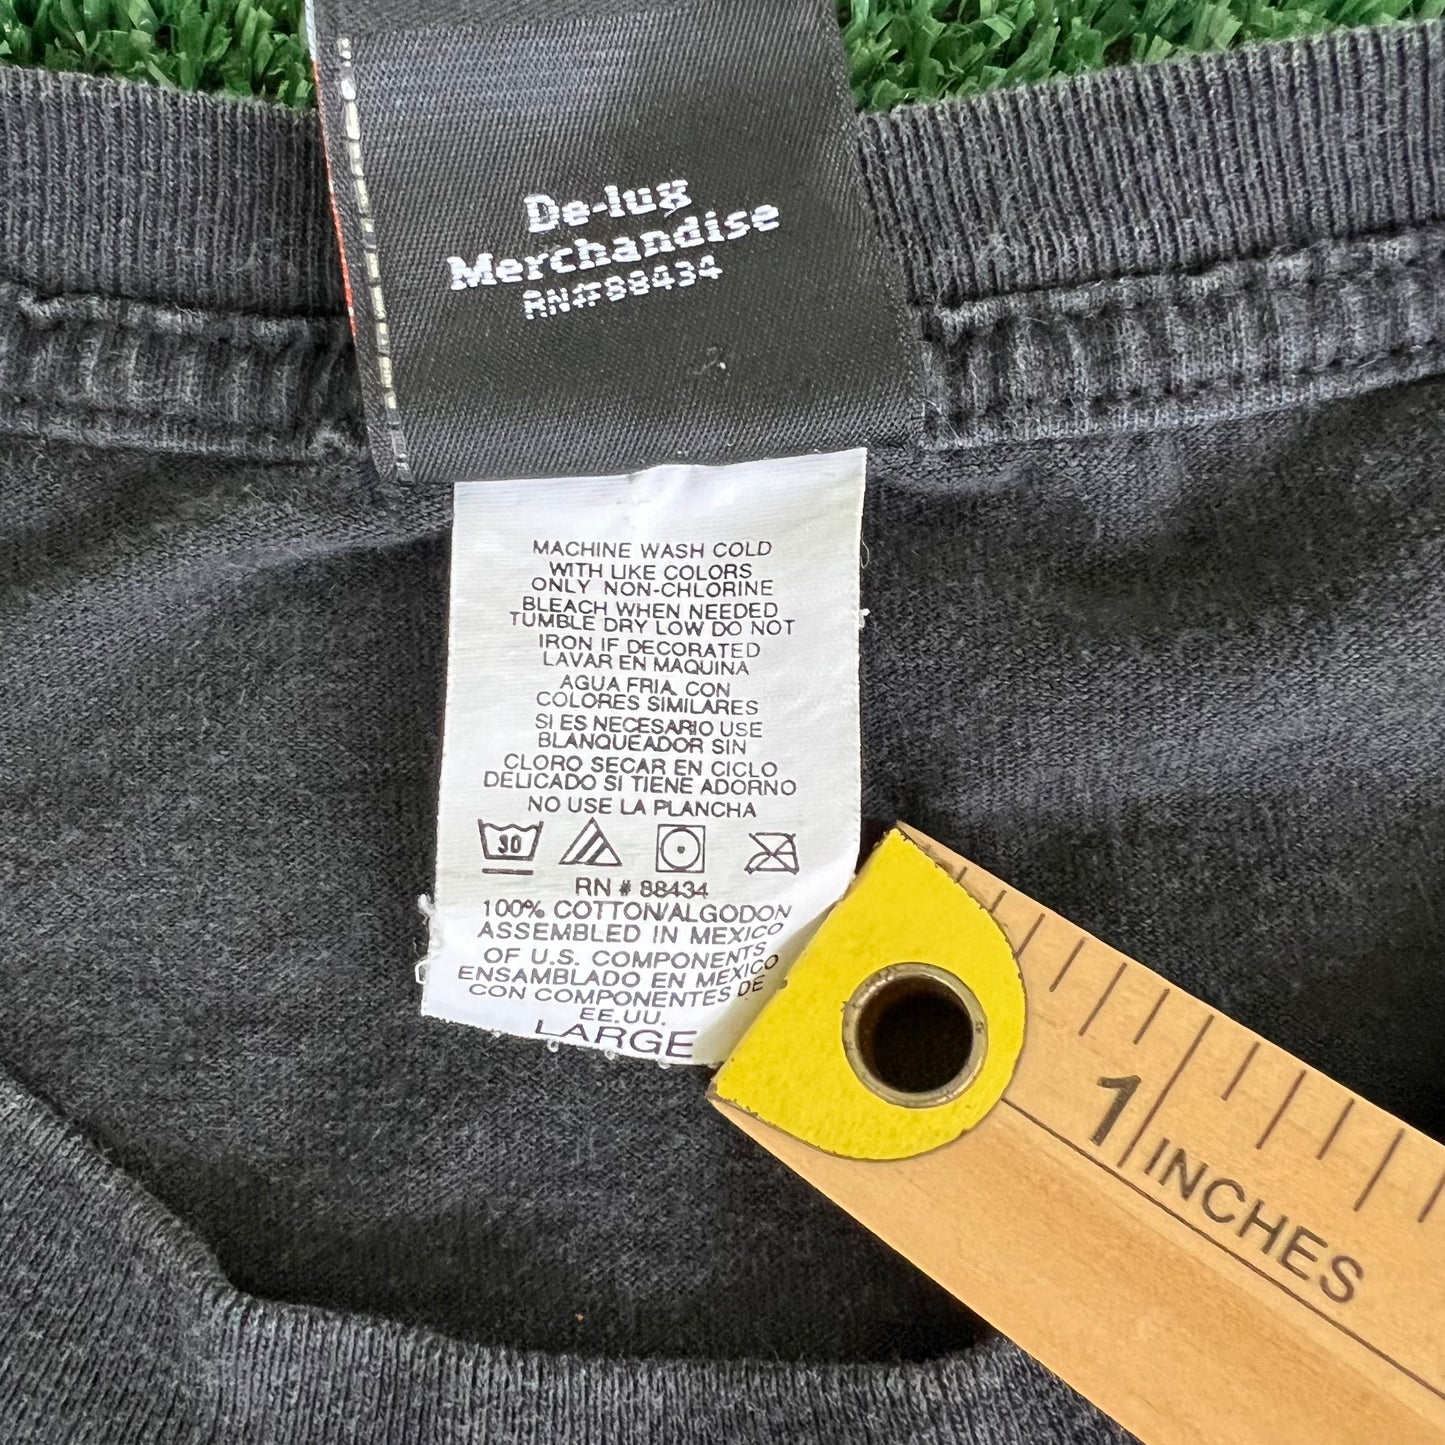 De-lux
Merchandise
RN#88434
MACHINE WASH COLD
WITH LIKE COLORS
ONLY NON-CHLORINE
BLEACH WHEN NEEDED
TUMBLE DRY LOW DO NOT
IRON IF DECORATED
LAVAR EN MAQUINA
AGUA FRIA CON
COLORES SIMILARES
SI ES NECESARIO USE
BLANQUEADOR SIN
CLORO SECAR EN CICLO
DELICADO SI TIENE ADORNO
NO USE LA PLANCHA
30
RN # 88434
100% COTTON/ALGODON
ASSEMBLED IN MEXICO
OF U.S. COMPONENTS
ENSAMBLADO EN MEXICO
CON COMPONENTES DE
EE.UU.
LARGE
1
INCHES